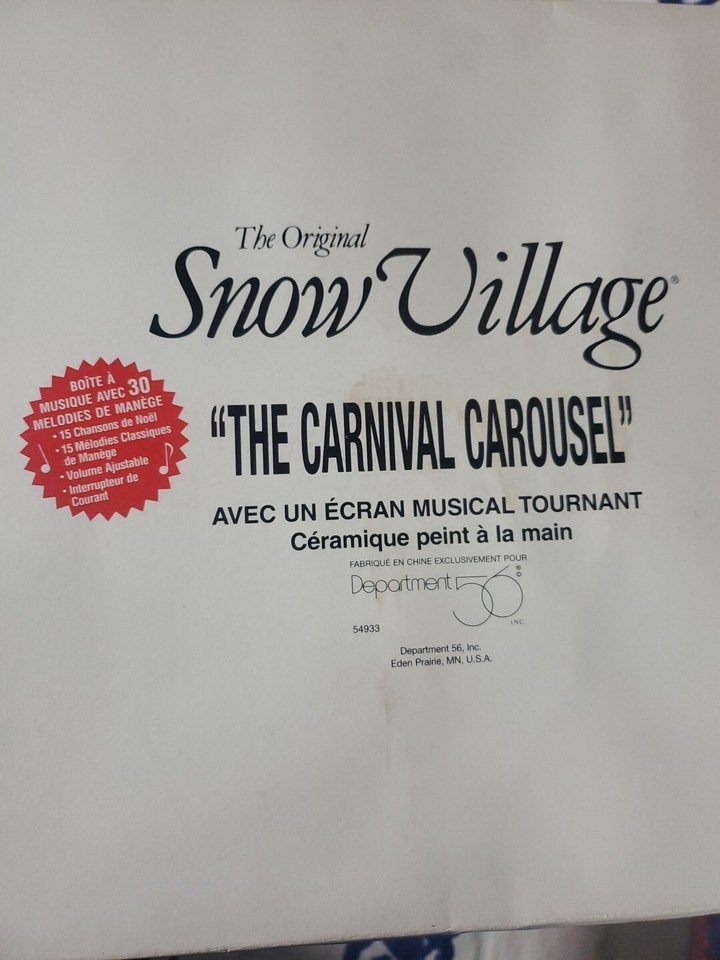 The Original
Snow Village®
BOÎTE À
MUSIQUE AVEC 30
MELODIES DE MANÈGE
• 15 Chansons de Noël
• 15 Mélodies Classiques
de Manège
• Volume Ajustable
• Interrupteur de
Courant
“THE CARNIVAL CAROUSEL”
AVEC UN ÉCRAN MUSICAL TOURNANT
Céramique peint à la main
FABRIQUÉ EN CHINE EXCLUSIVEMENT POUR
Department 56®©
INC.
54933
Department 56, Inc.
Eden Prairie, MN, U.S.A.